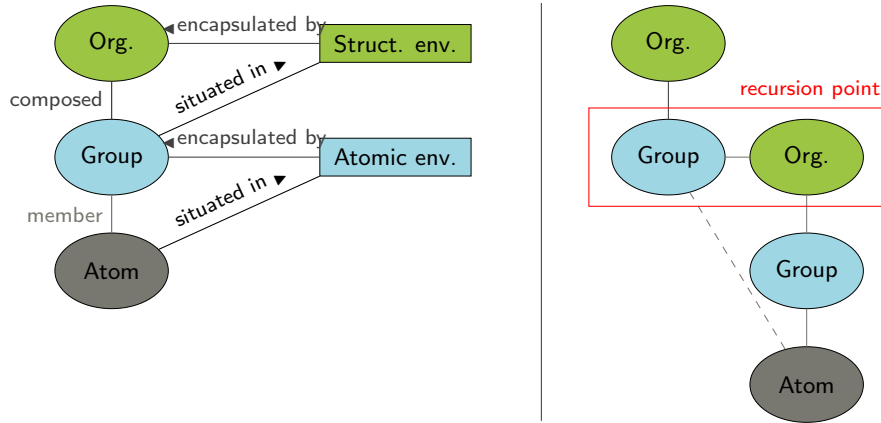 Org.
◄encapsulated by
Struct. env.
composed
situated in ►
Group
◄encapsulated by
Atomic env.
member
situated in ►
Atom
Org.
recursion point
Group
Org.
Group
Atom